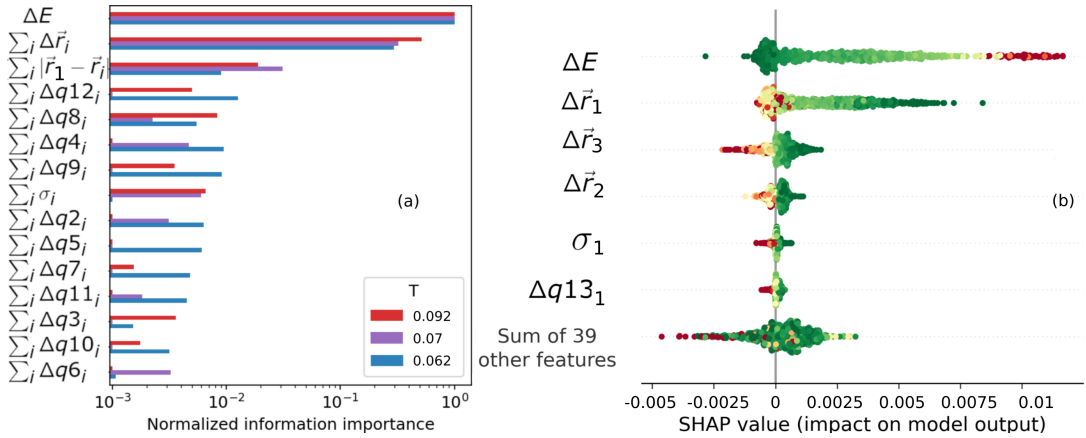 ΔE
∑ᵢ Δr⃗ᵢ
∑ᵢ |r⃗₁ − r⃗ᵢ|
∑ᵢ Δq12ᵢ
∑ᵢ Δq8ᵢ
∑ᵢ Δq4ᵢ
∑ᵢ Δq9ᵢ
∑ᵢ σᵢ
∑ᵢ Δq2ᵢ
∑ᵢ Δq5ᵢ
∑ᵢ Δq7ᵢ
∑ᵢ Δq11ᵢ
∑ᵢ Δq3ᵢ
∑ᵢ Δq10ᵢ
∑ᵢ Δq6ᵢ
(a)
T
0.092
0.07
0.062
10⁻³ 10⁻² 10⁻¹ 10⁰
Normalized information importance
ΔE
Δr⃗₁
Δr⃗₃
Δr⃗₂
σ₁
Δq13₁
Sum of 39
other features
(b)
-0.005 -0.0025 0 0.0025 0.005 0.0075 0.01
SHAP value (impact on model output)